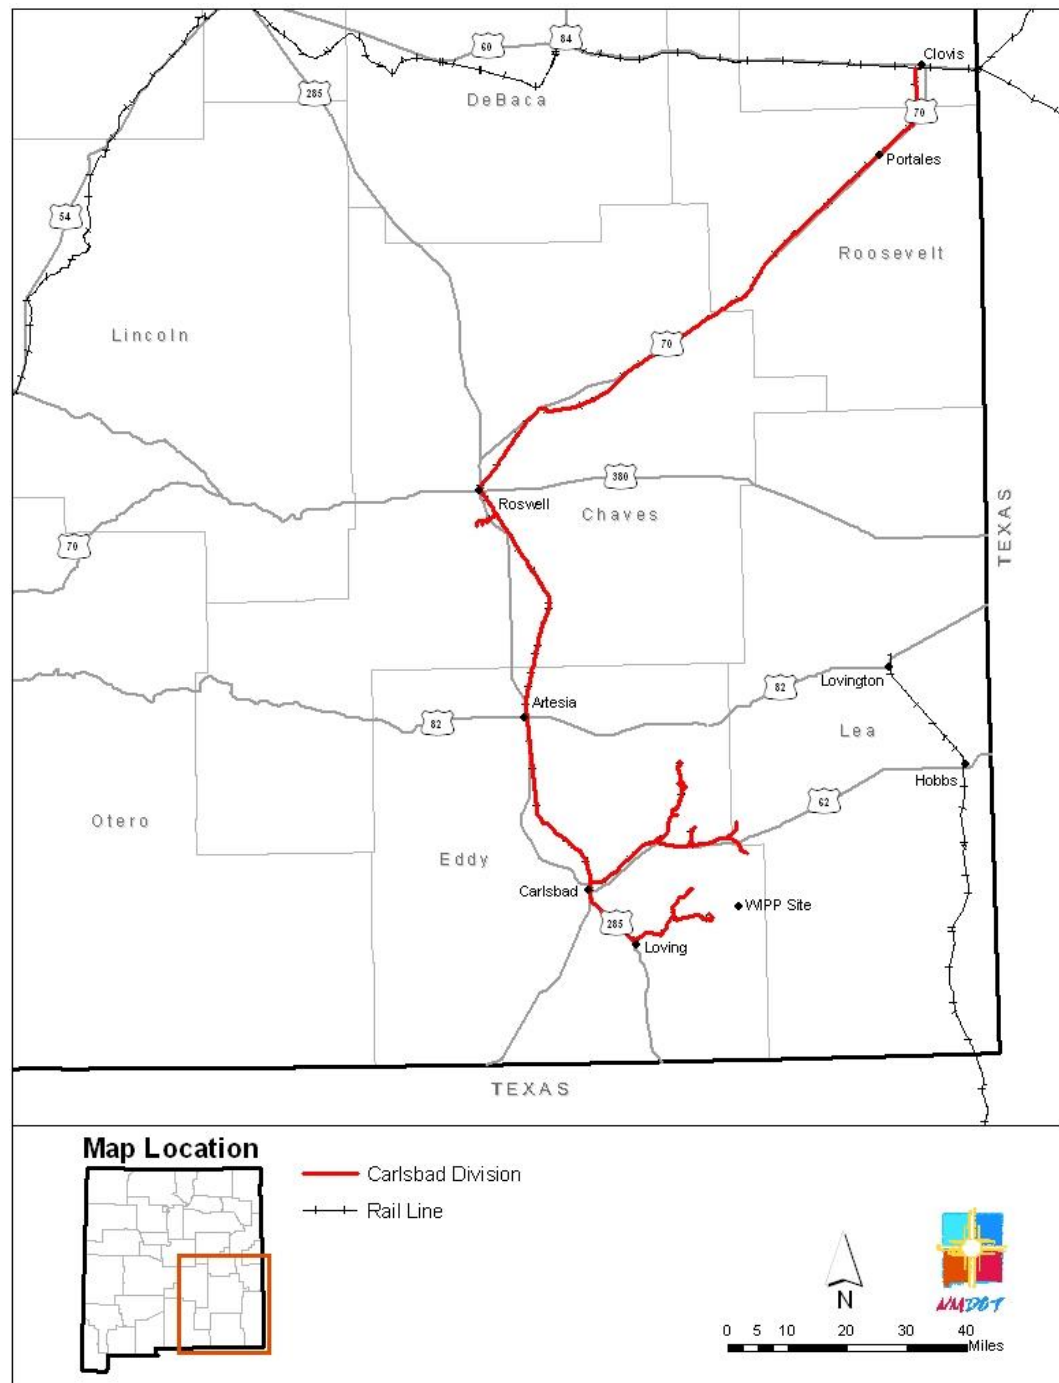 60
84
Clovis
285
DeBaca
70
Portales
54
Roosevelt
Lincoln
70
380
Roswell
Chaves
TEXAS
70
Lovington
82
Artesia
82
Lea
Hobbs
62
Otero
Eddy
Carlsbad
WIPP Site
285
Loving
TEXAS
Map Location
Carlsbad Division
Rail Line
N
NMDOT
0 5 10 20 30 40
Miles